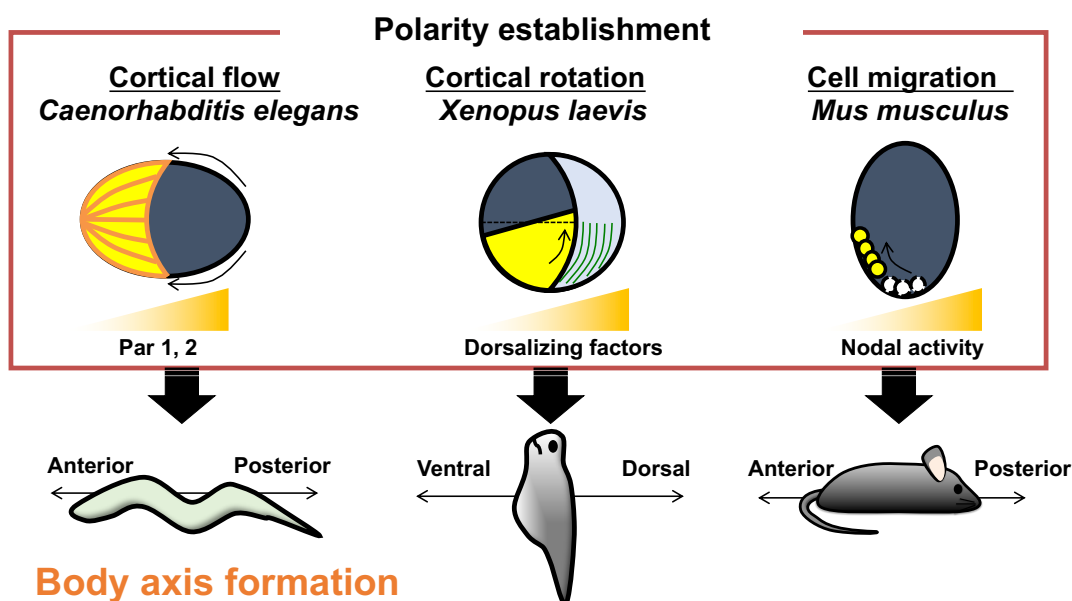 Polarity establishment
Cortical flow
Caenorhabditis elegans
Cortical rotation
Xenopus laevis
Cell migration
Mus musculus
Par 1, 2
Dorsalizing factors
Nodal activity
Anterior
Posterior
Ventral
Dorsal
Anterior
Posterior
Body axis formation